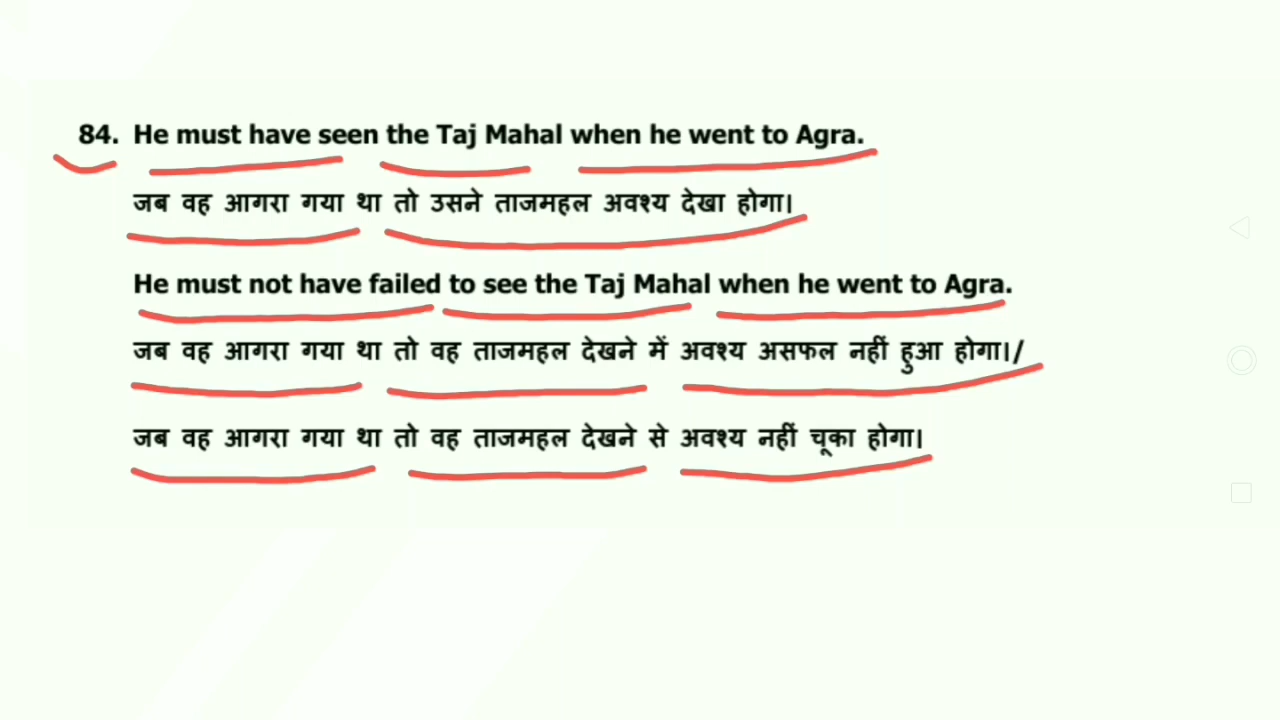 84. He must have seen the Taj Mahal when he went to Agra.
जब वह आगरा गया था तो उसने ताजमहल अवश्य देखा होगा।
He must not have failed to see the Taj Mahal when he went to Agra.
जब वह आगरा गया था तो वह ताजमहल देखने में अवश्य असफल नहीं हुआ होगा।/
जब वह आगरा गया था तो वह ताजमहल देखने से अवश्य नहीं चूका होगा।